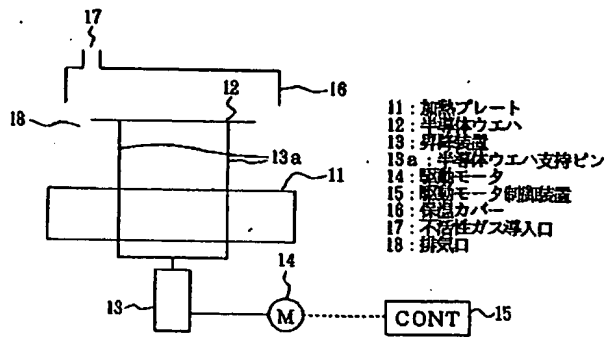 17
12
16
18
13a
11
14
13
M
CONT
15
11：加熱プレート
12：半導体ウエハ
13：昇降装置
13a：半導体ウエハ支持ピン
14：駆動モータ
15：駆動モータ制御装置
16：保温カバー
17：不活性ガス導入口
18：排気口